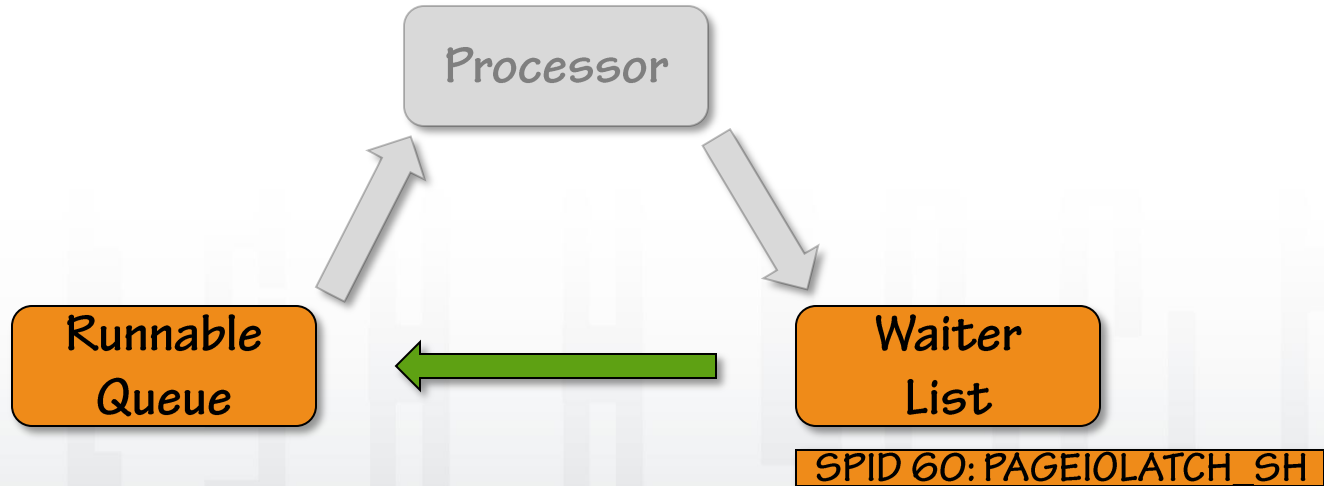 Processor
Runnable
Queue
Waiter
List
SPID 60: PAGEIOLATCH_SH